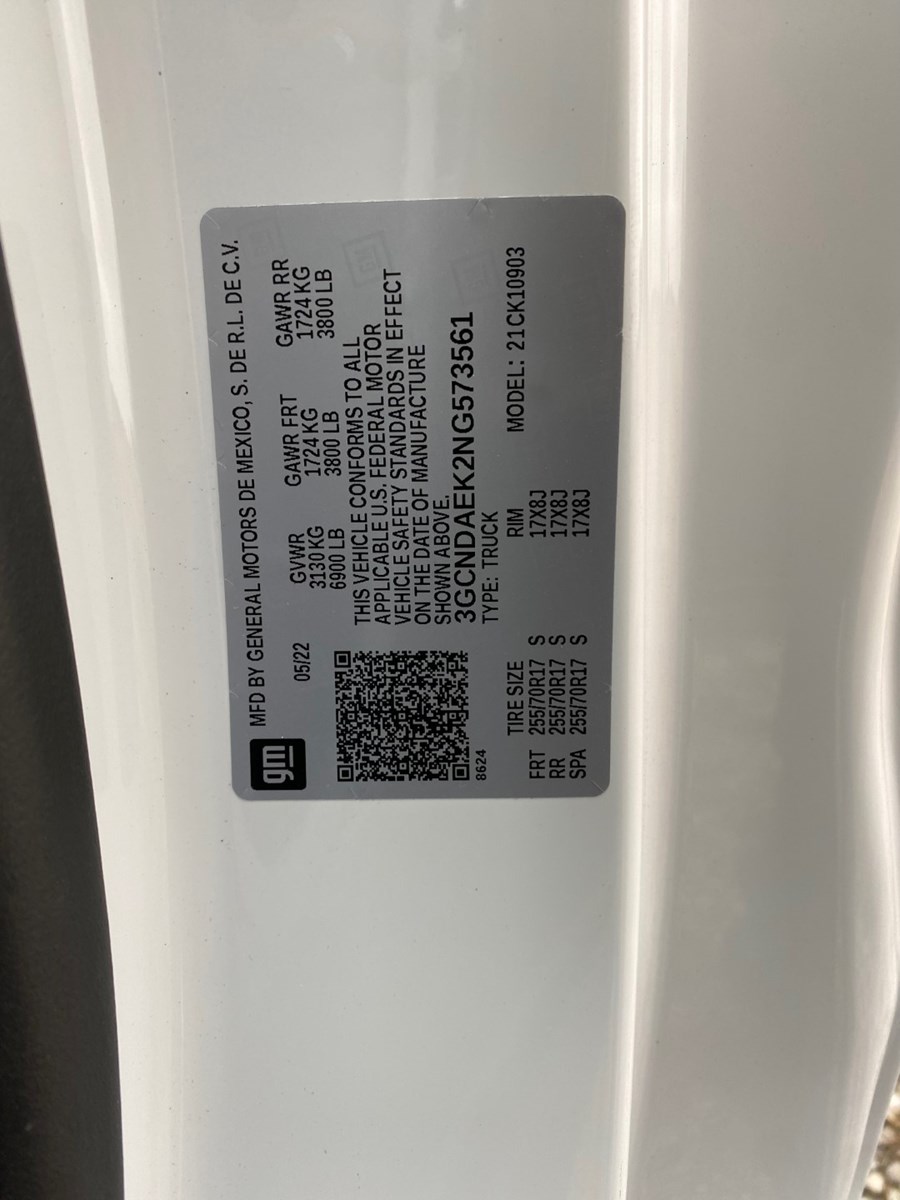 gm
MFD BY GENERAL MOTORS DE MEXICO, S. DE R.L. DE C.V.
05/22
GVWR GAWR FRT GAWR RR
3130 KG 1724 KG 1724 KG
6900 LB 3800 LB 3800 LB
THIS VEHICLE CONFORMS TO ALL
APPLICABLE U.S. FEDERAL MOTOR
VEHICLE SAFETY STANDARDS IN EFFECT
ON THE DATE OF MANUFACTURE
SHOWN ABOVE.
3GCNDAEK2NG573561
8624
TYPE: TRUCK
TIRE SIZE RIM MODEL: 21CK10903
FRT 255/70R17 S 17X8J
RR 255/70R17 S 17X8J
SPA 255/70R17 S 17X8J